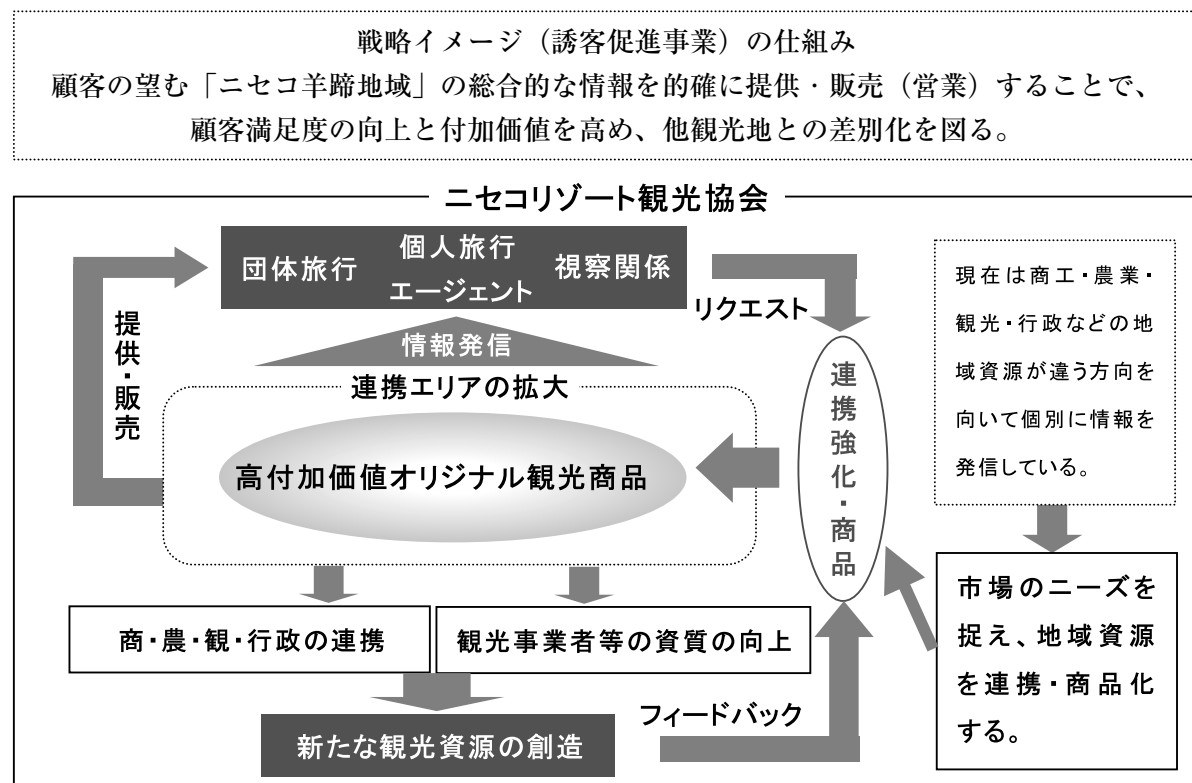 戦略イメージ（誘客促進事業）の仕組み
顧客の望む「ニセコ羊蹄地域」の総合的な情報を的確に提供・販売（営業）することで、
顧客満足度の向上と付加価値を高め、他観光地との差別化を図る。
ニセコリゾート観光協会
団体旅行
個人旅行
エージェント
視察関係
リクエスト
情報発信
提供・販売
連携エリアの拡大
高付加価値オリジナル観光商品
連携強化・商品
現在は商工・農業・
観光・行政などの地
域資源が違う方向を
向いて個別に情報を
発信している。
商・農・観・行政の連携
観光事業者等の資質の向上
市場のニーズを
捉え、地域資源
を連携・商品化
する。
新たな観光資源の創造
フィードバック